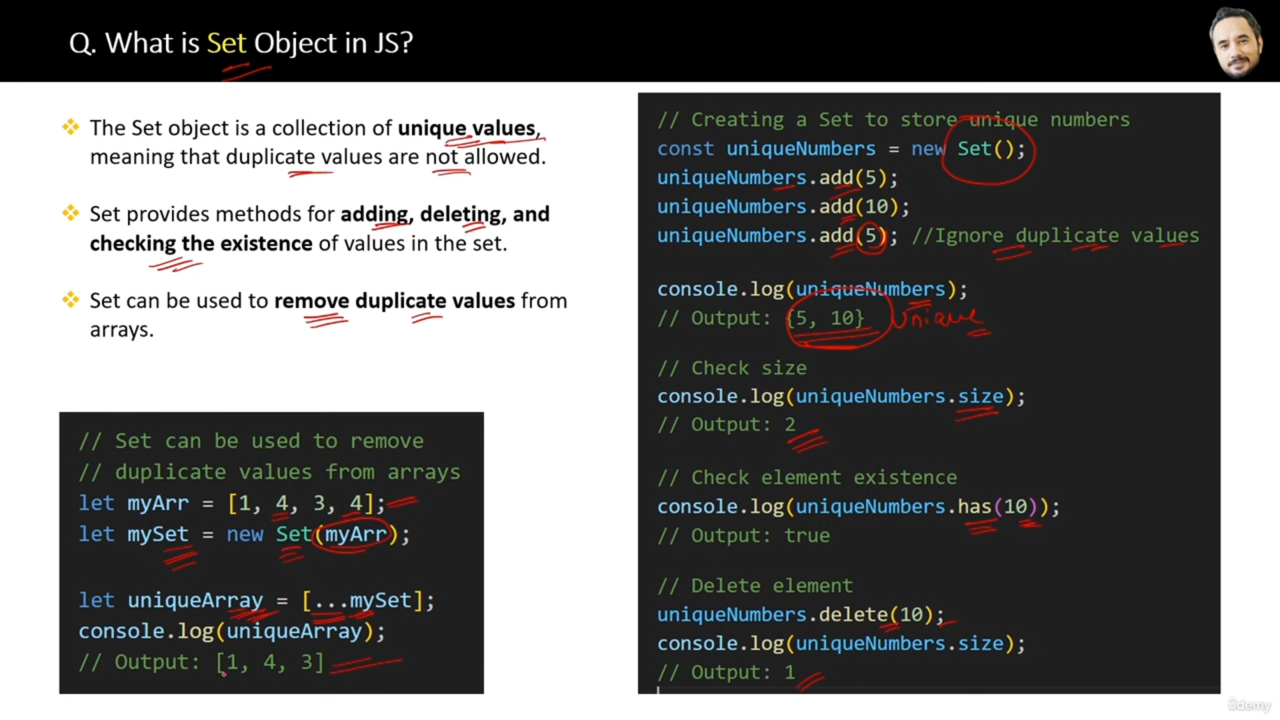 Q. What is Set Object in JS?
The Set object is a collection of unique values,
meaning that duplicate values are not allowed.
Set provides methods for adding, deleting, and
checking the existence of values in the set.
Set can be used to remove duplicate values from
arrays.
// Set can be used to remove
// duplicate values from arrays
let myArr = [1, 4, 3, 4];
let mySet = new Set(myArr);
let uniqueArray = [...mySet];
console.log(uniqueArray);
// Output: [1, 4, 3]
// Creating a Set to store unique numbers
const uniqueNumbers = new Set();
uniqueNumbers.add(5);
uniqueNumbers.add(10);
uniqueNumbers.add(5); //Ignore duplicate values
console.log(uniqueNumbers);
// Output: {5, 10} Unique
// Check size
console.log(uniqueNumbers.size);
// Output: 2
// Check element existence
console.log(uniqueNumbers.has(10));
// Output: true
// Delete element
uniqueNumbers.delete(10);
console.log(uniqueNumbers.size);
// Output: 1
ûdemy